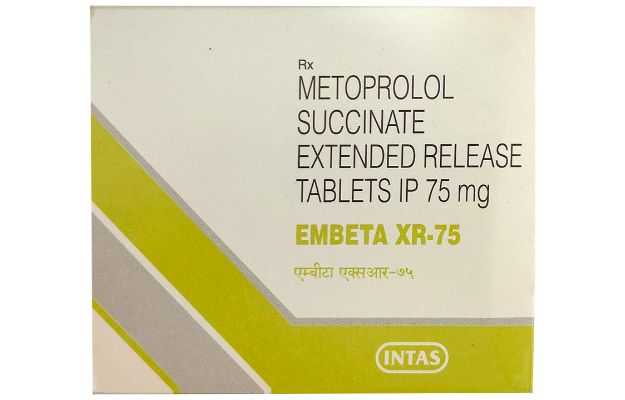 Rx
METOPROLOL
SUCCINATE
EXTENDED RELEASE
TABLETS IP 75 mg
EMBETA XR-75
एम्बीटा एक्सआर-७५
INTAS